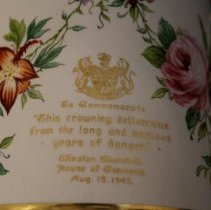 To Commemorate
"This crowning deliverance
from the long and anxious
years of danger."
Winston Churchill
House of Commons
Aug. 15. 1945.